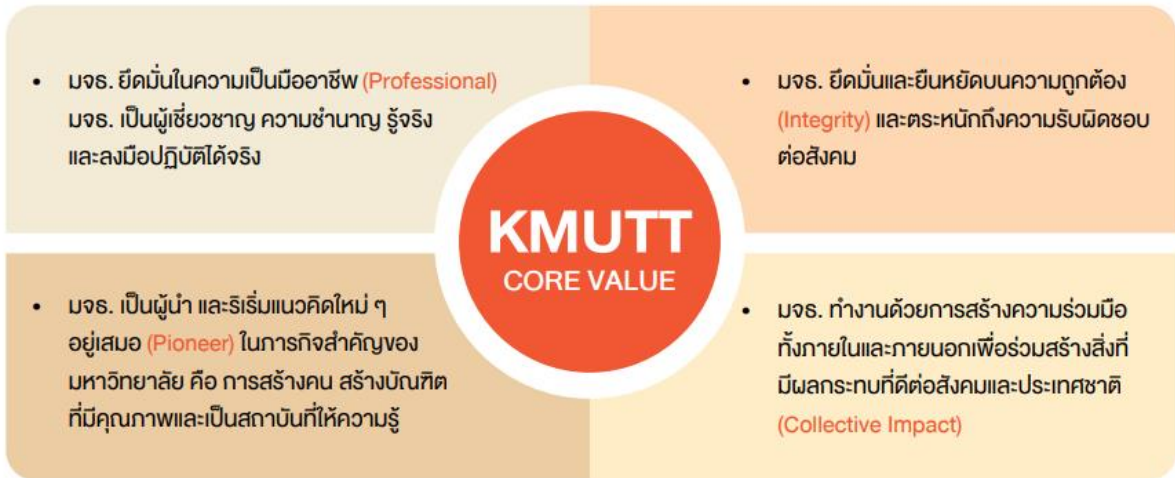 • มจธ. ยึดมั่นในความเป็นมืออาชีพ (Professional)
มจธ. เป็นผู้เชี่ยวชาญ ความชำนาญ รู้จริง
และลงมือปฏิบัติได้จริง
• มจธ. ยึดมั่นและยืนหยัดบนความถูกต้อง
(Integrity) และตระหนักถึงความรับผิดชอบ
ต่อสังคม
KMUTT
CORE VALUE
• มจธ. เป็นผู้นำ และริเริ่มแนวคิดใหม่ ๆ
อยู่เสมอ (Pioneer) ในภารกิจสำคัญของ
มหาวิทยาลัย คือ การสร้างคน สร้างบัณฑิต
ที่มีคุณภาพและเป็นสถาบันที่ให้ความรู้
• มจธ. ทำงานด้วยการสร้างความร่วมมือ
ทั้งภายในและภายนอกเพื่อร่วมสร้างสิ่งที่
มีผลกระทบที่ดีต่อสังคมและประเทศชาติ
(Collective Impact)